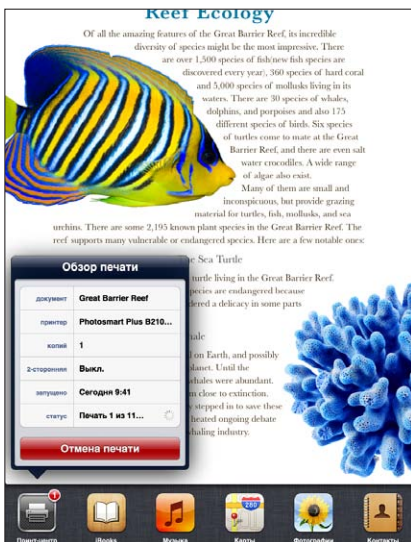 Reef Ecology
Of all the amazing features of the Great Barrier Reef, its incredible
diversity of species might be the most impressive. There
are over 1,500 species of fish(new fish species are
discovered every year), 360 species of hard coral
and 5,000 species of mollusks living in its
waters. There are 30 species of whales,
dolphins, and porpoises and also 175
different species of birds. Six species
of turtles come to mate at the Great
Barrier Reef, and there are even salt
water crocodiles. A wide range
of algae also exist.
Many of them are small and
inconspicuous, but provide grazing
material for turtles, fish, mollusks, and sea
urchins. There are some 2,195 known plant species in the Great Barrier Reef. The
reef supports many vulnerable or endangered species. Here are a few notable ones:
The Sea Turtle
turtle living in the Great Barrier Reef.
species are endangered because
dered a delicacy in some parts
hale
l on Earth, and possibly
planet. Until the
whales were abundant.
m close to extinction.
stepped in to save these
heated ongoing debate
whaling industry.
Обзор печати
документ Great Barrier Reef
принтер Photosmart Plus B210...
копий 1
2-сторонняя Выкл.
запущено Сегодня 9:41
статус Печать 1 из 11...
Отмена печати
1
280
Принт-центр iBooks Музыка Карты Фотографии Контакты